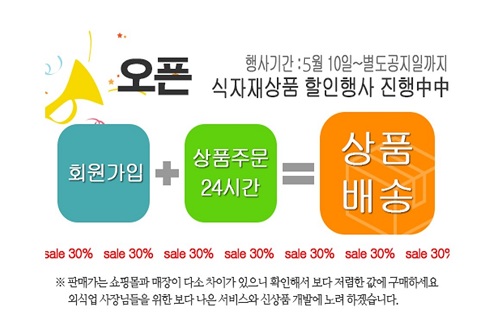 오픈
행사기간 : 5월 10일~별도공지일까지
식자재상품 할인행사 진행中中
회원가입
+
상품주문
24시간
=
상품
배송
sale 30% sale 30% sale 30% sale 30% sale 30% sale 30% sale 30%
※ 판매가는 쇼핑몰과 매장이 다소 차이가 있으니 확인해서 보다 저렴한 값에 구매하세요
외식업 사장님들을 위한 보다 나은 서비스와 신상품 개발에 노려 하겠습니다.